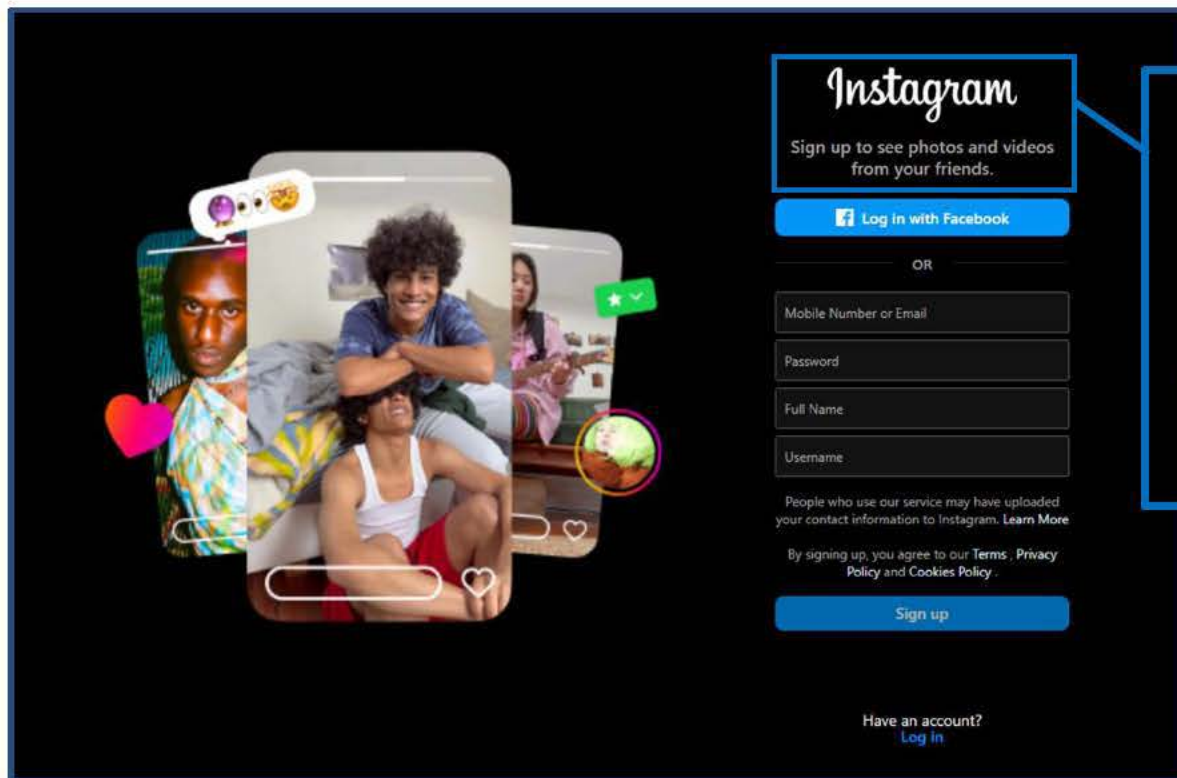 Instagram
Sign up to see photos and videos
from your friends.
Log in with Facebook
OR
Mobile Number or Email
Password
Full Name
Username
People who use our service may have uploaded
your contact information to Instagram. Learn More
By signing up, you agree to our Terms , Privacy
Policy and Cookies Policy .
Sign up
Have an account?
Log in